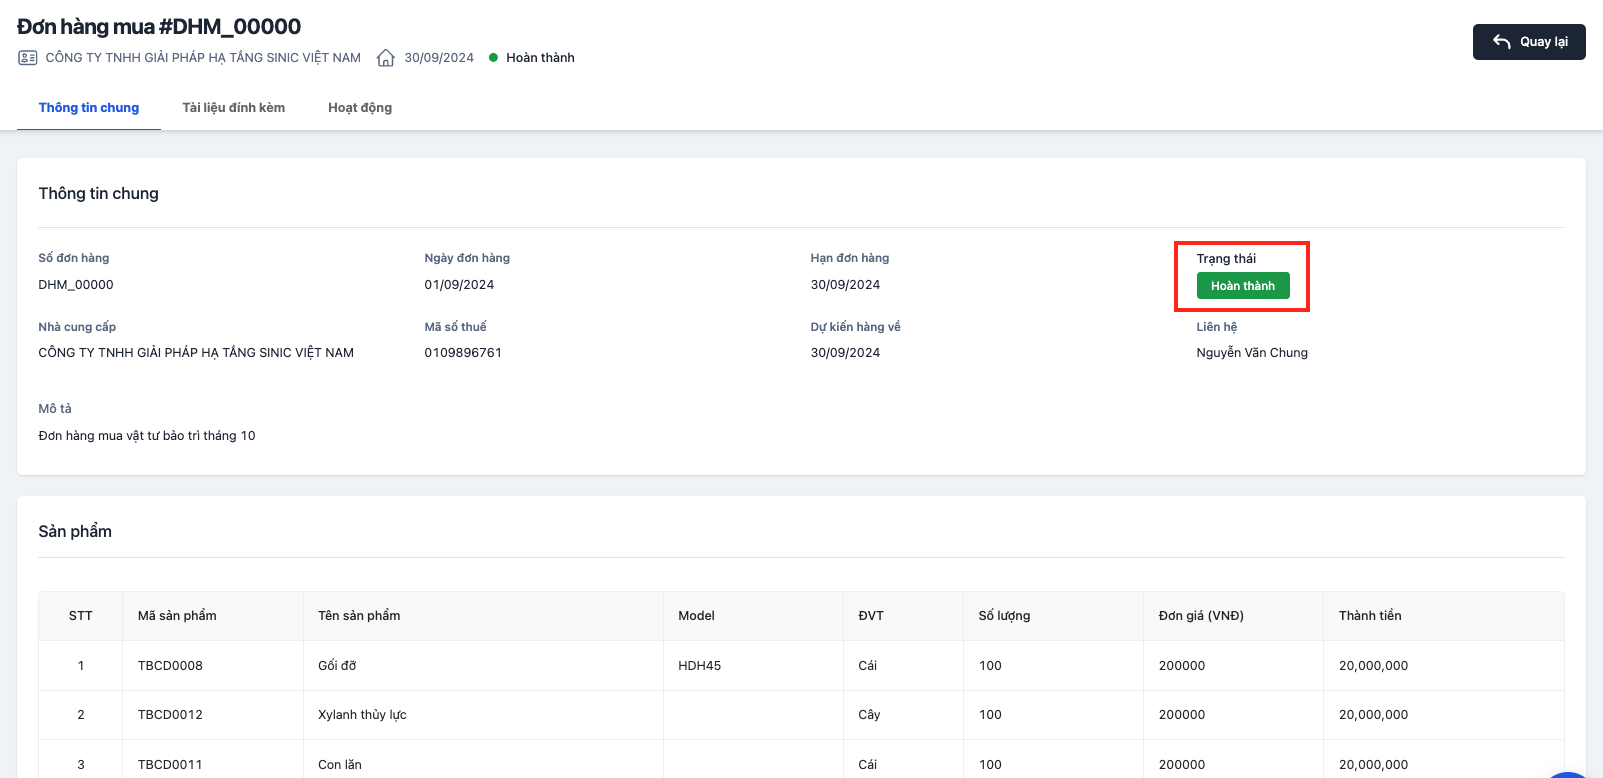 Đơn hàng mua #DHM_00000
Quay lại
CÔNG TY TNHH GIẢI PHÁP HẠ TẦNG SINIC VIỆT NAM 30/09/2024 Hoàn thành
Thông tin chung Tài liệu đính kèm Hoạt động
Thông tin chung
Số đơn hàng Ngày đơn hàng Hạn đơn hàng Trạng thái
DHM_00000 01/09/2024 30/09/2024 Hoàn thành
Nhà cung cấp Mã số thuế Dự kiến hàng về Liên hệ
CÔNG TY TNHH GIẢI PHÁP HẠ TẦNG SINIC VIỆT NAM 0109896761 30/09/2024 Nguyễn Văn Chung
Mô tả
Đơn hàng mua vật tư bảo trì tháng 10
Sản phẩm
STT Mã sản phẩm Tên sản phẩm Model ĐVT Số lượng Đơn giá (VNĐ) Thành tiền
1 TBCD0008 Gối đỡ HDH45 Cái 100 200000 20,000,000
2 TBCD0012 Xylanh thủy lực Cây 100 200000 20,000,000
3 TBCD0011 Con lăn Cái 100 200000 20,000,000